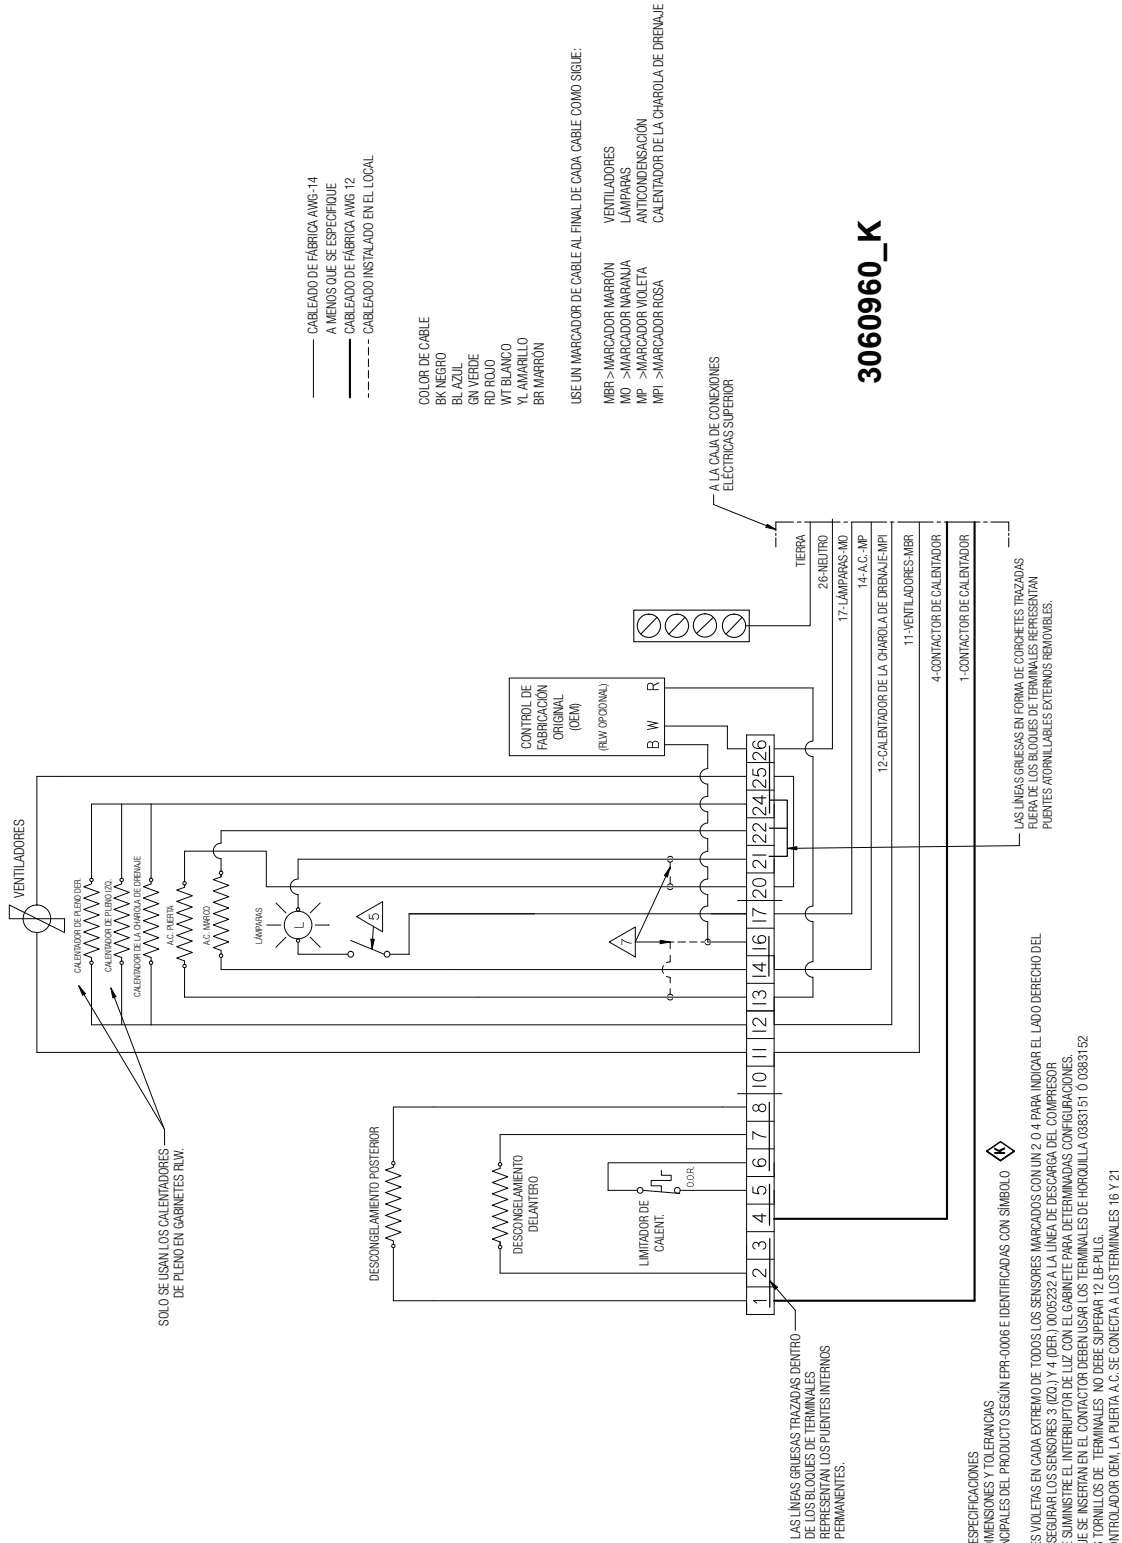 CABLEADO DE FÁBRICA AWG-14
A MENOS QUE SE ESPECIFIQUE
CABLEADO DE FÁBRICA AWG 12
CABLEADO INSTALADO EN EL LOCAL
COLOR DE CABLE
BK NEGRO
BL AZUL
GN VERDE
RD ROJO
WT BLANCO
YL AMARILLO
BR MARRÓN
USE UN MARCADOR DE CABLE AL FINAL DE CADA CABLE COMO SIGUE:
MBR >MARCADOR MARRÓN VENTILADORES
MO >MARCADOR NARANJA LÁMPARAS
MP >MARCADOR VIOLETA ANTICONDENSACIÓN
MPI >MARCADOR ROSA CALENTADOR DE LA CHAROLA DE DRENAJE
3060960_K
VENTILADORES
CALENTADOR DE PLENO DER.
CALENTADOR DE PLENO IZQ.
CALENTADOR DE LA CHAROLA DE DRENAJE
A.C. PUERTA
A.C. MARCO
LÁMPARAS
L
5
7
SOLO SE USAN LOS CALENTADORES
DE PLENO EN GABINETES RLW.
DESCONGELAMIENTO POSTERIOR
DESCONGELAMIENTO
DELANTERO
LIMITADOR DE
CALENT.
O.O.R.
CONTROL DE
FABRICACIÓN
ORIGINAL
(OEM)
(RLW OPCIONAL)
B W R
1 2 3 4 5 6 7 8 10 11 12 13 14 16 17 20 21 22 24 25 26
A LA CAJA DE CONEXIONES
ELÉCTRICAS SUPERIOR
TIERRA
26-NEUTRO
17-LÁMPARAS-MO
14-A.C.-MP
12-CALENTADOR DE LA CHAROLA DE DRENAJE-MPI
11-VENTILADORES-MBR
4-CONTACTOR DE CALENTADOR
1-CONTACTOR DE CALENTADOR
LAS LÍNEAS GRUESAS EN FORMA DE CORCHETES TRAZADAS
FUERA DE LOS BLOQUES DE TERMINALES REPRESENTAN
PUENTES ATORNILLABLES EXTERNOS REMOVIBLES.
LAS LÍNEAS GRUESAS TRAZADAS DENTRO
DE LOS BLOQUES DE TERMINALES
REPRESENTAN LOS PUENTES INTERNOS
PERMANENTES.
ESPECIFICACIONES
DIMENSIONES Y TOLERANCIAS
NCIPALES DEL PRODUCTO SEGÚN EPR-0006 E IDENTIFICADAS CON SÍMBOLO K
ES VIOLETAS EN CADA EXTREMO DE TODOS LOS SENSORES MARCADOS CON UN 2 O 4 PARA INDICAR EL LADO DERECHO DEL
SEGURAR LOS SENSORES 3 (IZQ.) Y 4 (DER.) 0005232 A LA LÍNEA DE DESCARGA DEL COMPRESOR
E SUMINISTRE EL INTERRUPTOR DE LUZ CON EL GABINETE PARA DETERMINADAS CONFIGURACIONES.
UE SE INSERTAN EN EL CONTACTOR DEBEN USAR LOS TERMINALES DE HORQUILLA 0383151 Ó 0383152
S TORNILLOS DE TERMINALES NO DEBE SUPERAR 12 LB-PULG.
ONTROLADOR OEM, LA PUERTA A.C. SE CONECTA A LOS TERMINALES 16 Y 21